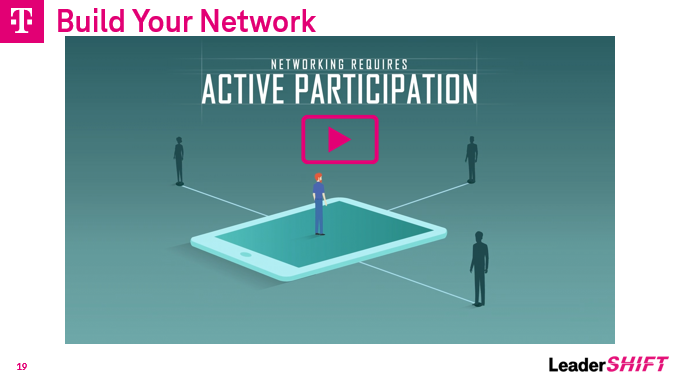 T Build Your Network
NETWORKING REQUIRES
ACTIVE PARTICIPATION
19
LeaderSHIFT